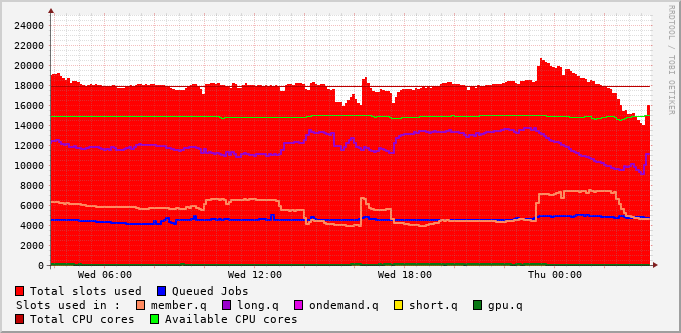 24000
22000
20000
18000
16000
14000
12000
10000
8000
6000
4000
2000
0
Wed 06:00 Wed 12:00 Wed 18:00 Thu 00:00
RRDTOOL / TOBI OETIKER
Total slots used Queued Jobs
Slots used in : member.q long.q ondemand.q short.q gpu.q
Total CPU cores Available CPU cores